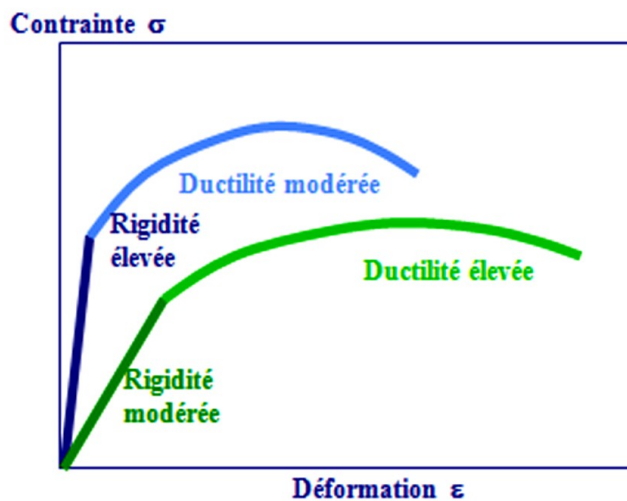 Contrainte σ
Ductilité modérée
Rigidité
élevée
Ductilité élevée
Rigidité
modérée
Déformation ε